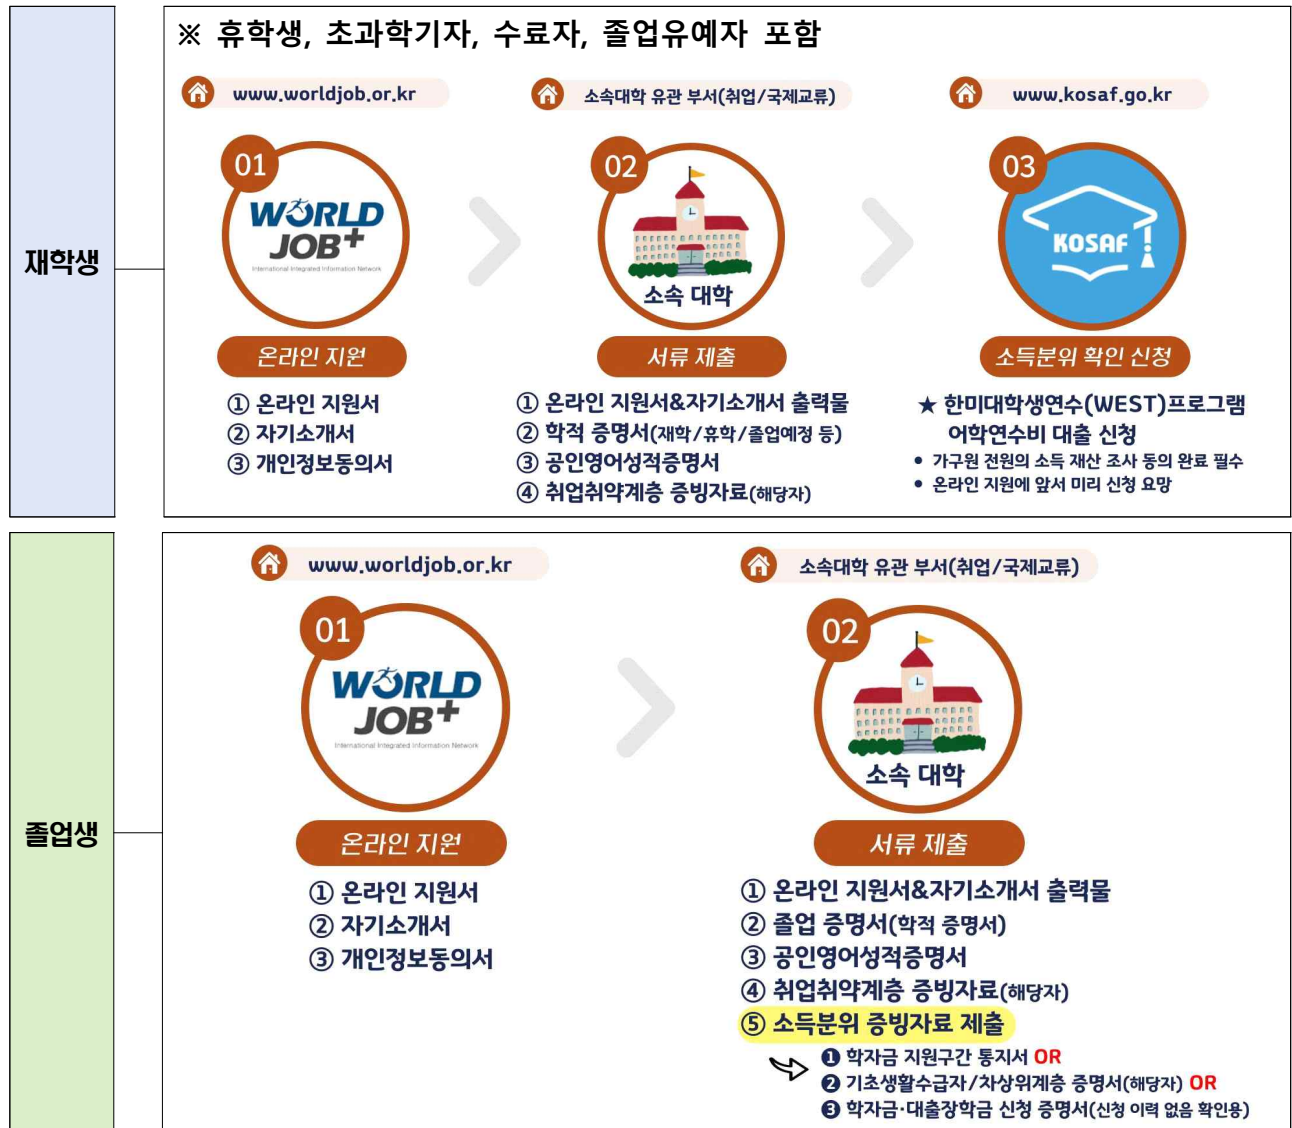 재학생
※ 휴학생, 초과학기자, 수료자, 졸업유예자 포함
www.worldjob.or.kr
01
WORLD
JOB+
International Integrated Information Network
온라인 지원
① 온라인 지원서
② 자기소개서
③ 개인정보동의서
소속대학 유관 부서(취업/국제교류)
02
소속 대학
서류 제출
① 온라인 지원서&자기소개서 출력물
② 학적 증명서(재학/휴학/졸업예정 등)
③ 공인영어성적증명서
④ 취업취약계층 증빙자료(해당자)
www.kosaf.go.kr
03
KOSAF
소득분위 확인 신청
★ 한미대학생연수(WEST)프로그램
어학연수비 대출 신청
• 가구원 전원의 소득 재산 조사 동의 완료 필수
• 온라인 지원에 앞서 미리 신청 요망
졸업생
www.worldjob.or.kr
01
WORLD
JOB+
International Integrated Information Network
온라인 지원
① 온라인 지원서
② 자기소개서
③ 개인정보동의서
소속대학 유관 부서(취업/국제교류)
02
소속 대학
서류 제출
① 온라인 지원서&자기소개서 출력물
② 졸업 증명서(학적 증명서)
③ 공인영어성적증명서
④ 취업취약계층 증빙자료(해당자)
⑤ 소득분위 증빙자료 제출
❶ 학자금 지원구간 통지서 OR
❷ 기초생활수급자/차상위계층 증명서(해당자) OR
❸ 학자금·대출장학금 신청 증명서(신청 이력 없음 확인용)